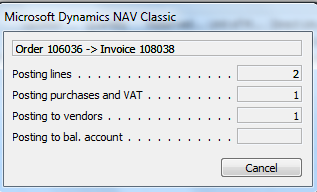 Microsoft Dynamics NAV Classic
Order 106036 -> Invoice 108038
Posting lines . . . . . . . . . . . . . . . . 2
Posting purchases and VAT . . . . . . . . . 1
Posting to vendors . . . . . . . . . . . . . 1
Posting to bal. account . . . . . . . . . . .
Cancel